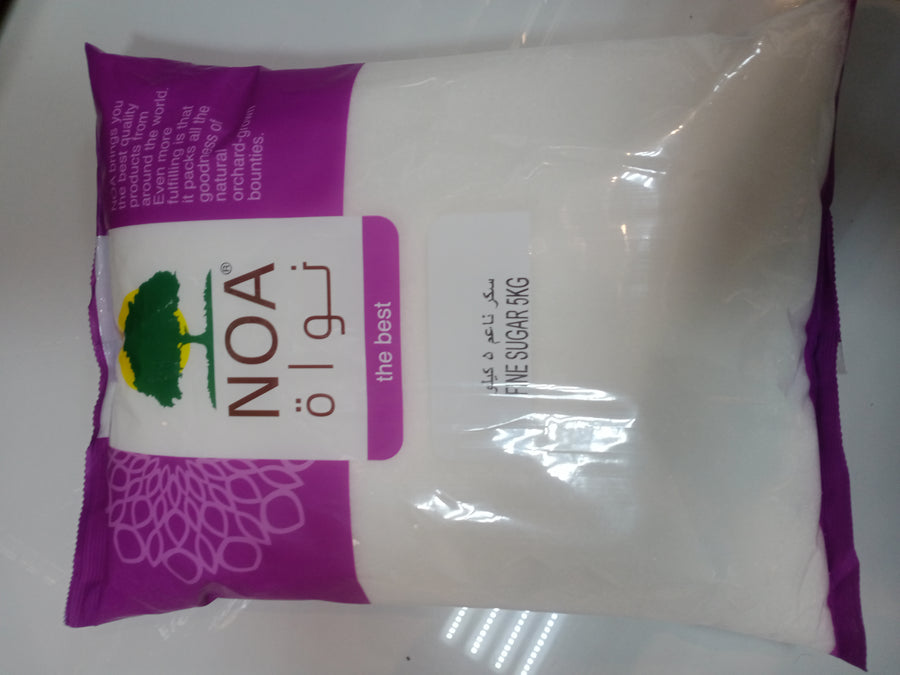 NOA brings you
the best quality
products from
around the world.
Even more
fulfilling is that
it packs all the
goodness of
natural
orchard-grown
bounties.
NOA®
نواة
the best
سكر ناعم ٥ كيلو
FINE SUGAR 5KG